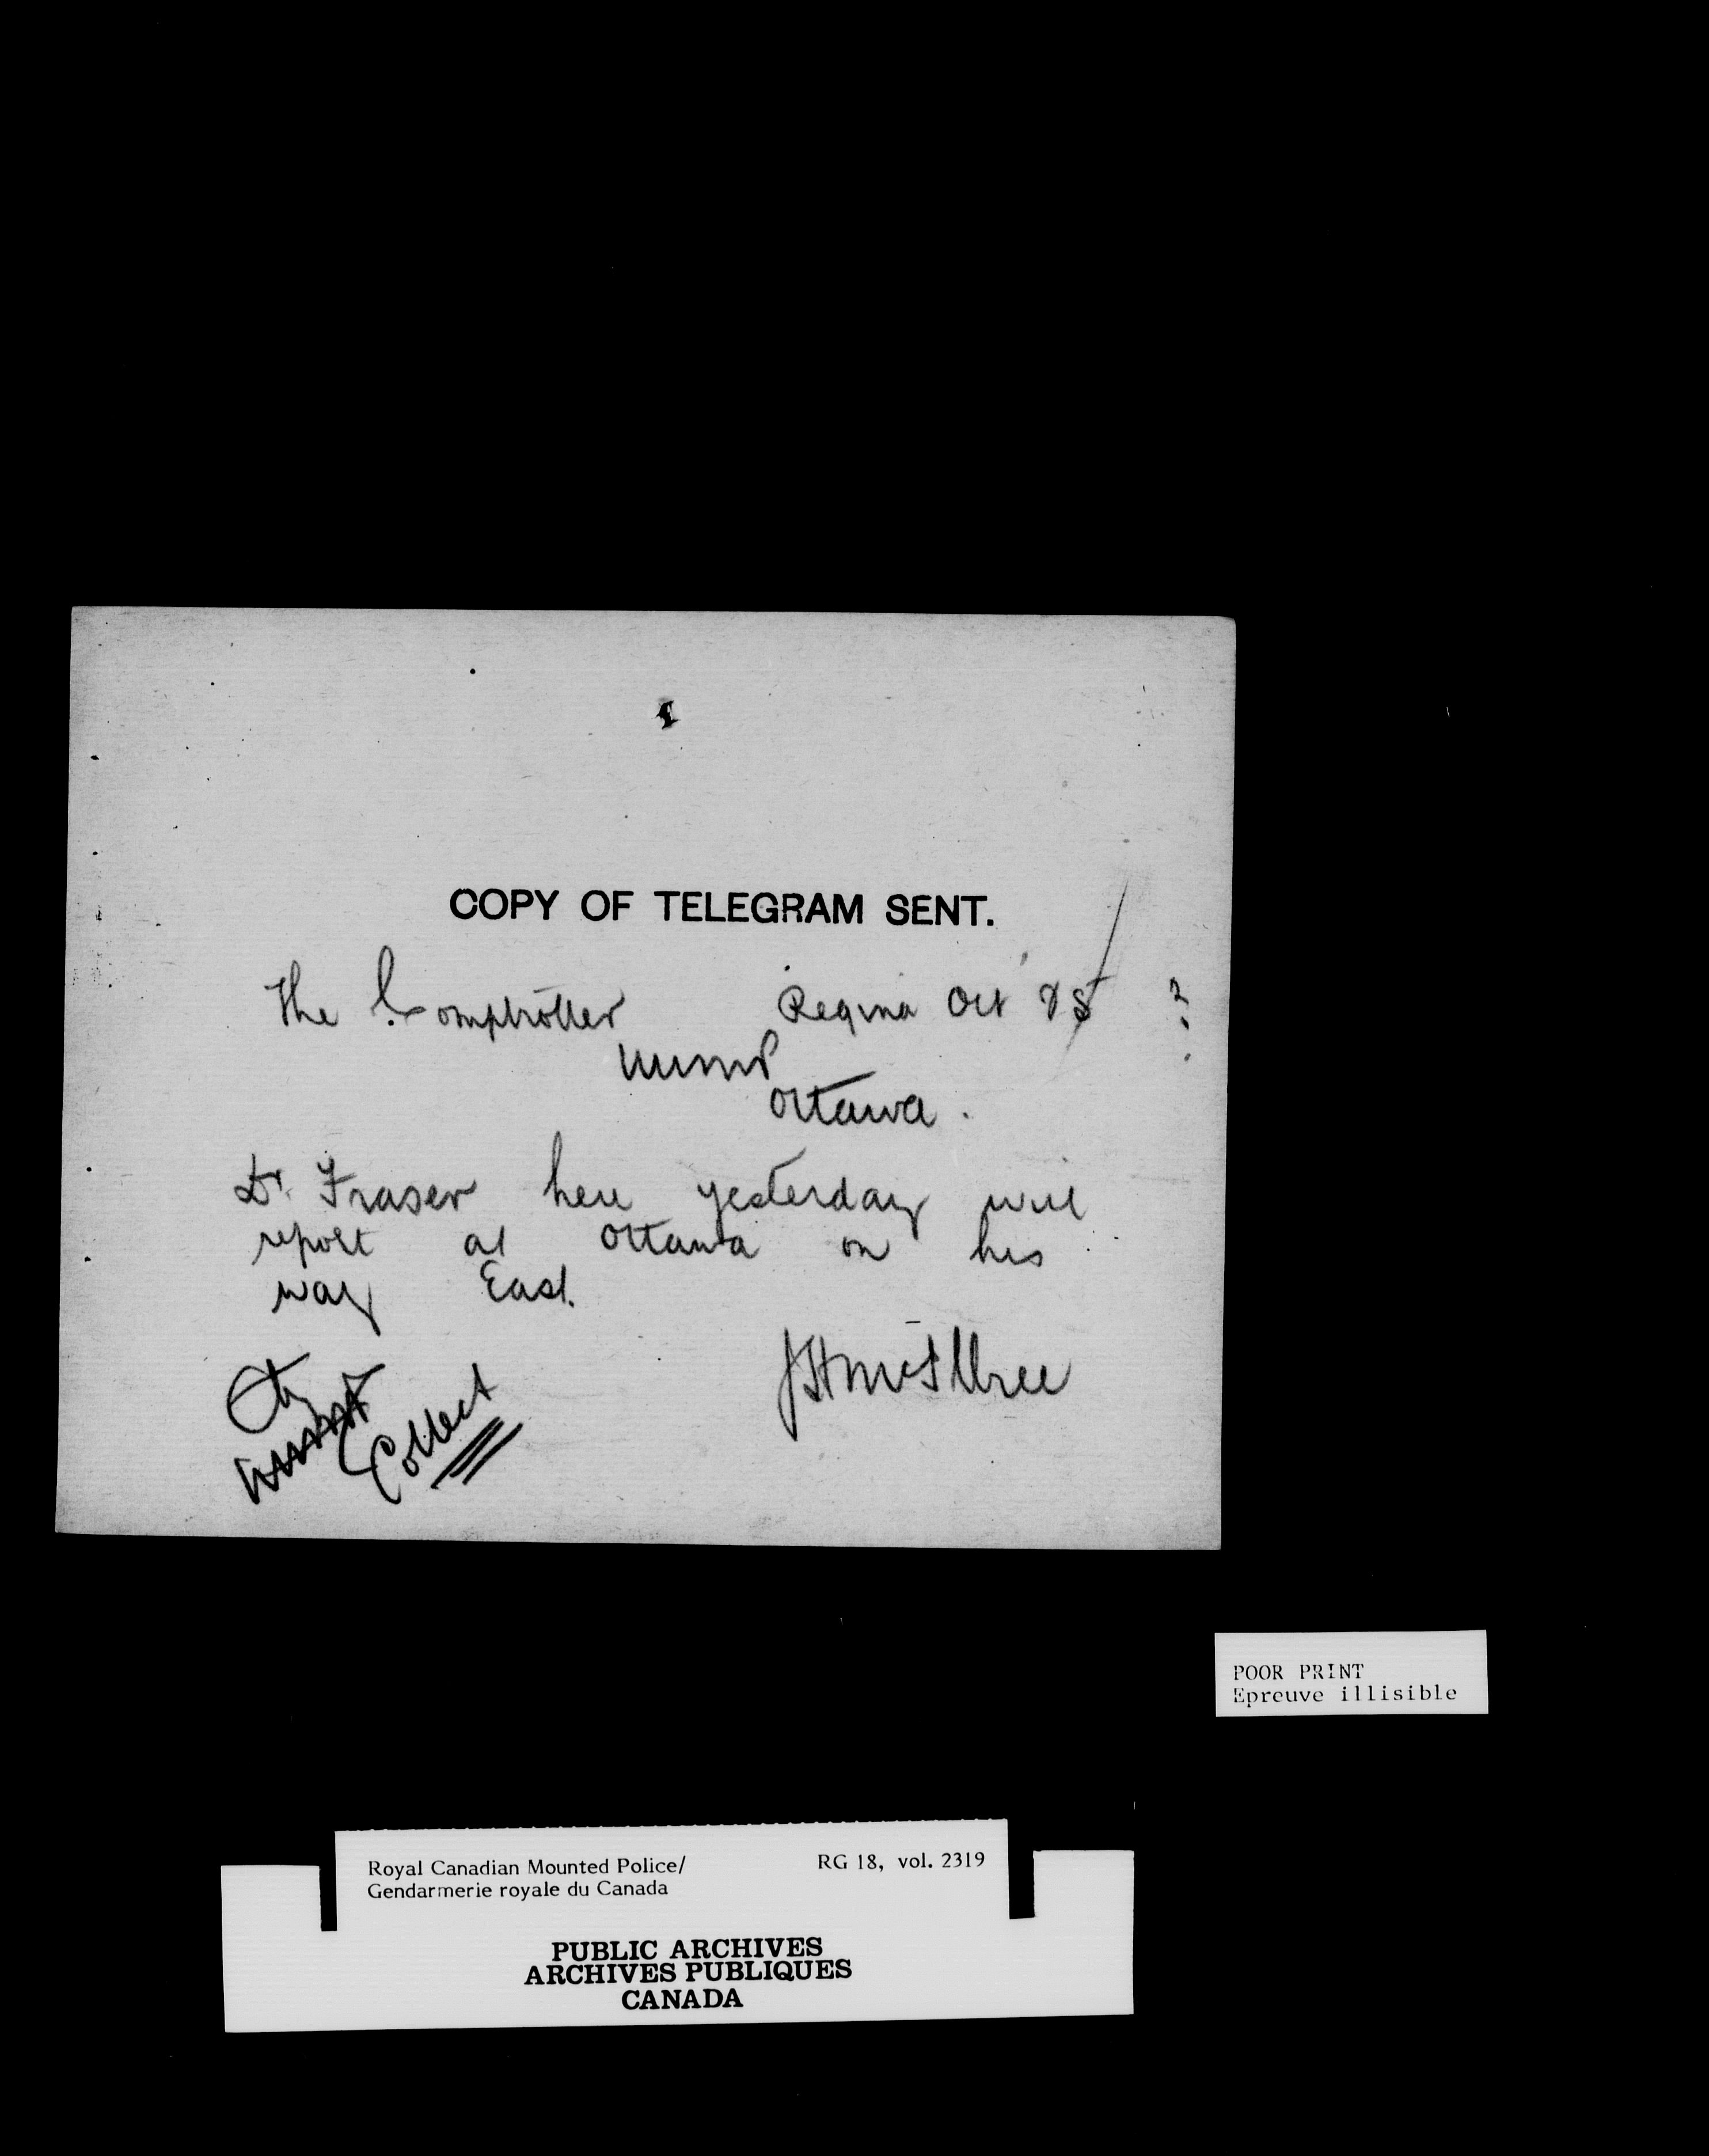 COPY OF TELEGRAM SENT.
The Comptroller Regina Oct
NWMP
Ottawa.
Dr. Fraser here yesterday will
report at Ottawa on his
way East.
JHMcIllree
Collect
POOR PRINT
Epreuve illisible
Royal Canadian Mounted Police/ RG 18, vol. 2319
Gendarmerie royale du Canada
PUBLIC ARCHIVES
ARCHIVES PUBLIQUES
CANADA